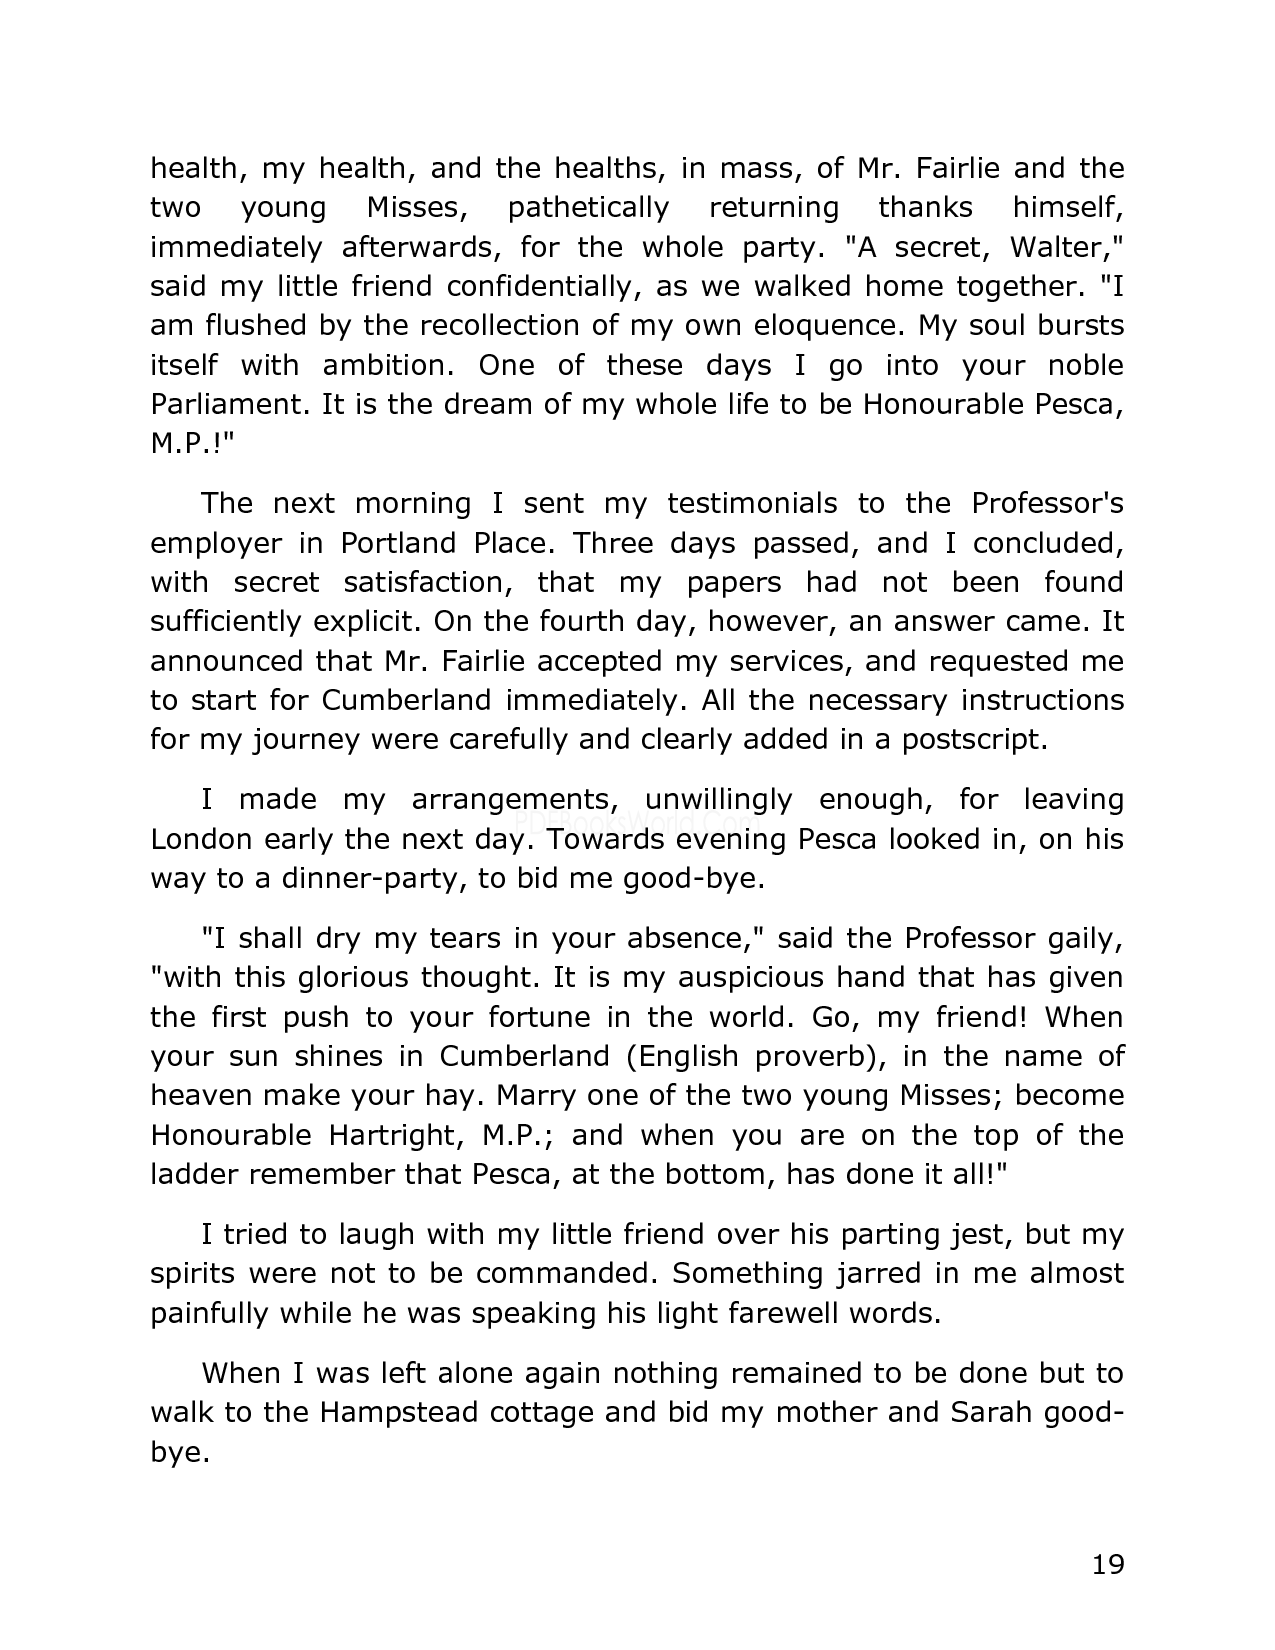 health, my health, and the healths, in mass, of Mr. Fairlie and the
two young Misses, pathetically returning thanks himself,
immediately afterwards, for the whole party. "A secret, Walter,"
said my little friend confidentially, as we walked home together. "I
am flushed by the recollection of my own eloquence. My soul bursts
itself with ambition. One of these days I go into your noble
Parliament. It is the dream of my whole life to be Honourable Pesca,
M.P.!"
The next morning I sent my testimonials to the Professor's
employer in Portland Place. Three days passed, and I concluded,
with secret satisfaction, that my papers had not been found
sufficiently explicit. On the fourth day, however, an answer came. It
announced that Mr. Fairlie accepted my services, and requested me
to start for Cumberland immediately. All the necessary instructions
for my journey were carefully and clearly added in a postscript.
I made my arrangements, unwillingly enough, for leaving
PDFBooksWorld.Com
London early the next day. Towards evening Pesca looked in, on his
way to a dinner-party, to bid me good-bye.
"I shall dry my tears in your absence," said the Professor gaily,
"with this glorious thought. It is my auspicious hand that has given
the first push to your fortune in the world. Go, my friend! When
your sun shines in Cumberland (English proverb), in the name of
heaven make your hay. Marry one of the two young Misses; become
Honourable Hartright, M.P.; and when you are on the top of the
ladder remember that Pesca, at the bottom, has done it all!"
I tried to laugh with my little friend over his parting jest, but my
spirits were not to be commanded. Something jarred in me almost
painfully while he was speaking his light farewell words.
When I was left alone again nothing remained to be done but to
walk to the Hampstead cottage and bid my mother and Sarah good-
bye.
19